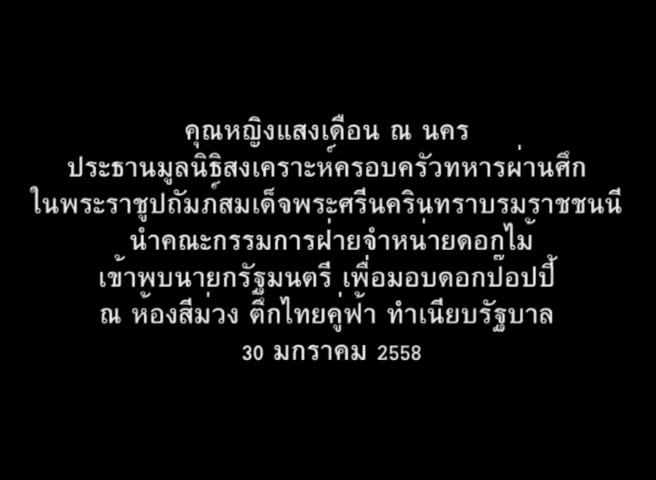 คุณหญิงแสงเดือน ณ นคร
ประธานมูลนิธิสงเคราะห์ครอบครัวทหารผ่านศึก
ในพระราชูปถัมภ์สมเด็จพระศรีนครินทราบรมราชชนนี
นำคณะกรรมการฝ่ายจำหน่ายดอกไม้
เข้าพบนายกรัฐมนตรี เพื่อมอบดอกป๊อปปี้
ณ ห้องสีม่วง ตึกไทยคู่ฟ้า ทำเนียบรัฐบาล
30 มกราคม 2558